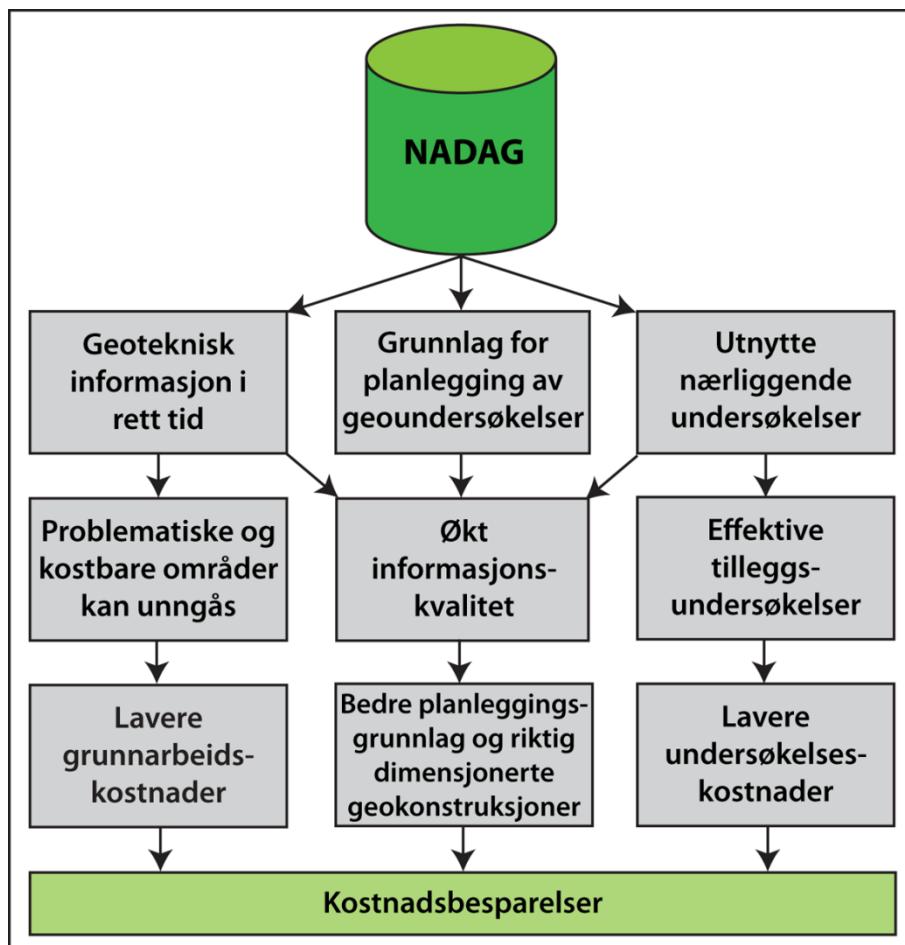 NADAG
Geoteknisk
informasjon i
rett tid
Grunnlag for
planlegging av
geoundersøkelser
Utnytte
nærliggende
undersøkelser
Problematiske og
kostbare områder
kan unngås
Økt
informasjons-
kvalitet
Effektive
tilleggs-
undersøkelser
Lavere
grunnarbeids-
kostnader
Bedre planleggings-
grunnlag og riktig
dimensjonerte
geokonstruksjoner
Lavere
undersøkelses-
kostnader
Kostnadsbesparelser